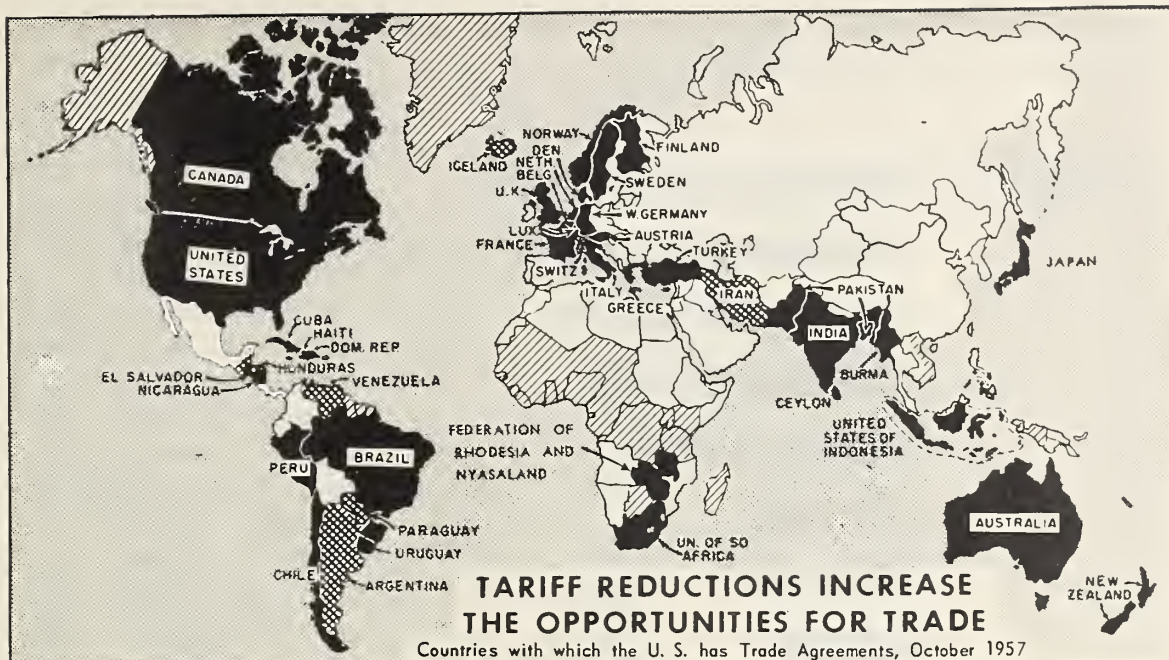 CANADA
UNITED
STATES
CUBA
HAITI
DOM. REP.
HONDURAS
EL SALVADOR
NICARAGUA
VENEZUELA
PERU
BRAZIL
PARAGUAY
URUGUAY
CHILE
ARGENTINA
ICELAND
NORWAY
DEN.
NETH.
BELG
U.K.
LUX
FRANCE
SWITZ
ITALY
GREECE
FINLAND
SWEDEN
W. GERMANY
AUSTRIA
TURKEY
IRAN
PAKISTAN
INDIA
BURMA
CEYLON
JAPAN
UNITED
STATES OF
INDONESIA
FEDERATION OF
RHODESIA AND
NYASALAND
UN. OF SO
AFRICA
AUSTRALIA
NEW
ZEALAND
TARIFF REDUCTIONS INCREASE
THE OPPORTUNITIES FOR TRADE
Countries with which the U. S. has Trade Agreements, October 1957